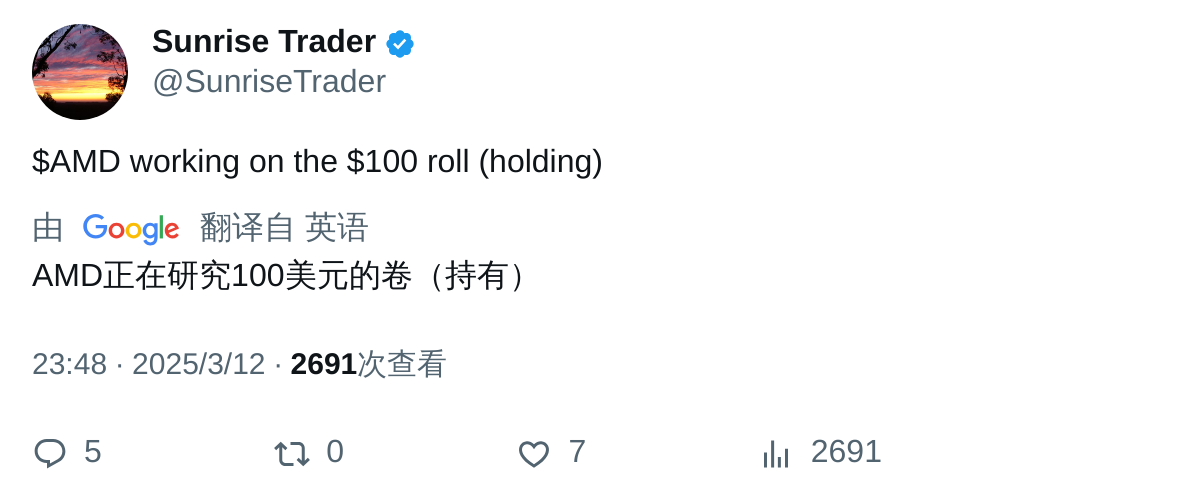 Sunrise Trader
@SunriseTrader
$AMD working on the $100 roll (holding)
由 Google 翻译自 英语
AMD正在研究100美元的卷（持有）
23:48 · 2025/3/12 · 2691次查看
5 0 7 2691